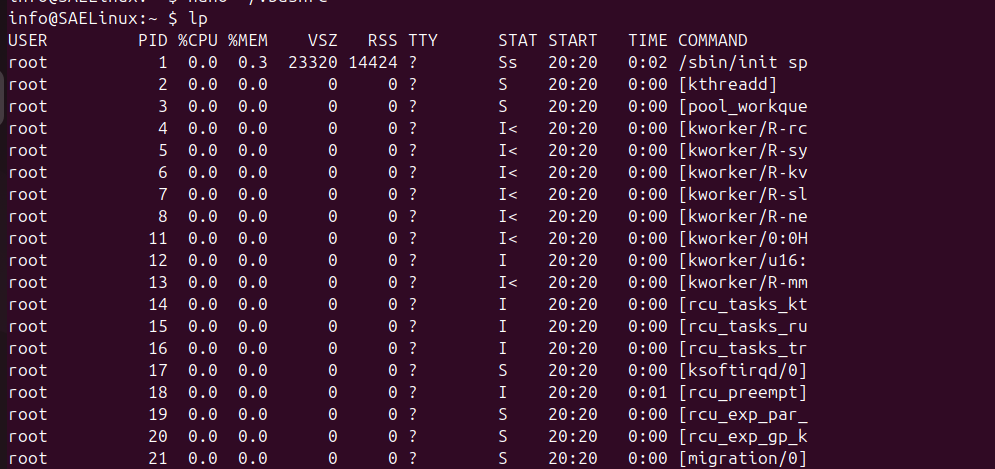 info@SAELinux:~ $ lp
USER         PID %CPU %MEM    VSZ   RSS TTY      STAT START   TIME COMMAND
root           1  0.0  0.3  23320 14424 ?        Ss   20:20   0:02 /sbin/init sp
root           2  0.0  0.0      0     0 ?        S    20:20   0:00 [kthreadd]
root           3  0.0  0.0      0     0 ?        S    20:20   0:00 [pool_workque
root           4  0.0  0.0      0     0 ?        I<   20:20   0:00 [kworker/R-rc
root           5  0.0  0.0      0     0 ?        I<   20:20   0:00 [kworker/R-sy
root           6  0.0  0.0      0     0 ?        I<   20:20   0:00 [kworker/R-kv
root           7  0.0  0.0      0     0 ?        I<   20:20   0:00 [kworker/R-sl
root           8  0.0  0.0      0     0 ?        I<   20:20   0:00 [kworker/R-ne
root          11  0.0  0.0      0     0 ?        I<   20:20   0:00 [kworker/0:0H
root          12  0.0  0.0      0     0 ?        I    20:20   0:00 [kworker/u16:
root          13  0.0  0.0      0     0 ?        I<   20:20   0:00 [kworker/R-mm
root          14  0.0  0.0      0     0 ?        I    20:20   0:00 [rcu_tasks_kt
root          15  0.0  0.0      0     0 ?        I    20:20   0:00 [rcu_tasks_ru
root          16  0.0  0.0      0     0 ?        I    20:20   0:00 [rcu_tasks_tr
root          17  0.0  0.0      0     0 ?        S    20:20   0:00 [ksoftirqd/0]
root          18  0.0  0.0      0     0 ?        I    20:20   0:01 [rcu_preempt]
root          19  0.0  0.0      0     0 ?        S    20:20   0:00 [rcu_exp_par_
root          20  0.0  0.0      0     0 ?        S    20:20   0:00 [rcu_exp_gp_k
root          21  0.0  0.0      0     0 ?        S    20:20   0:00 [migration/0]